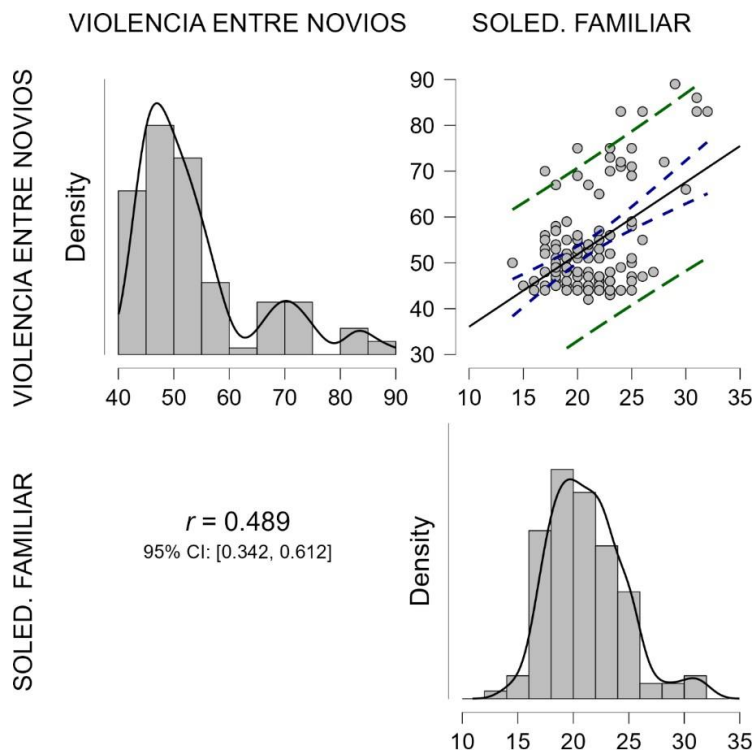 VIOLENCIA ENTRE NOVIOS
SOLED. FAMILIAR
VIOLENCIA ENTRE NOVIOS
Density
40 50 60 70 80 90
90
80
70
60
50
40
30
10 15 20 25 30 35
SOLED. FAMILIAR
r = 0.489
95% CI: [0.342, 0.612]
Density
10 15 20 25 30 35